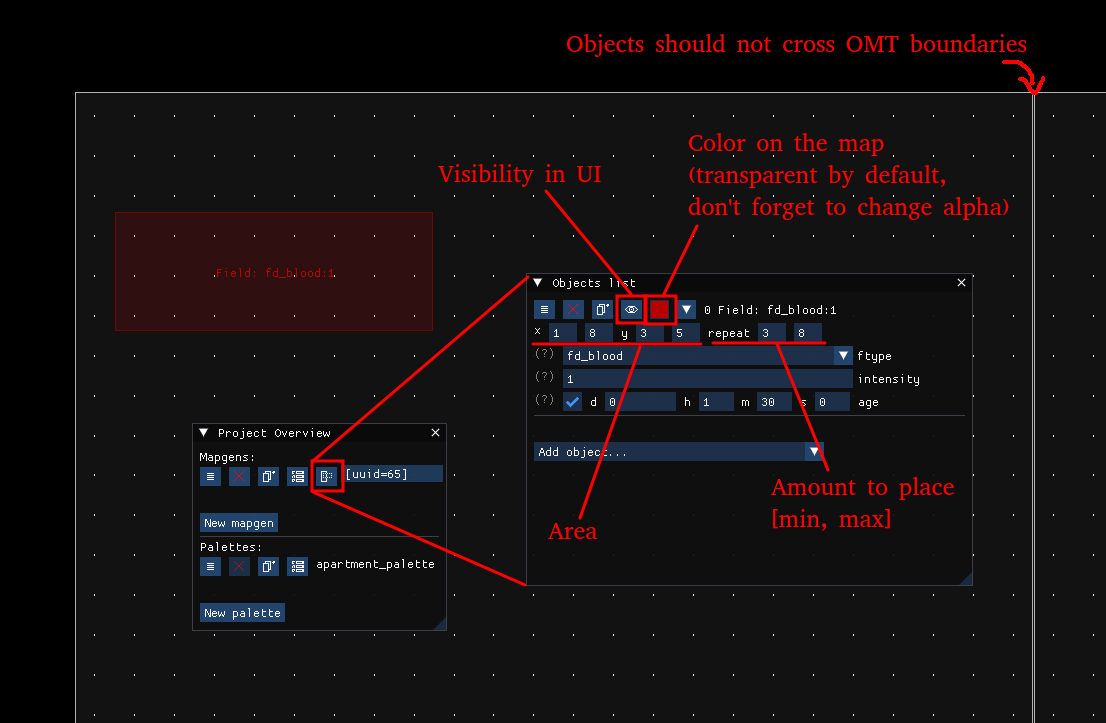 Objects should not cross OMT boundaries
Color on the map
(transparent by default,
don't forget to change alpha)
Visibility in UI
Field: fd_blood:1
Objects list
0 Field: fd_blood:1
x 1 8 y 3 5 repeat 3 8
(?) fd_blood ftype
(?) 1 intensity
(?) d 0 h 1 m 30 s 0 age
Add object...
Project Overview
Mapgens:
[uuid=65]
New mapgen
Palettes:
apartment_palette
New palette
Area
Amount to place
[min, max]